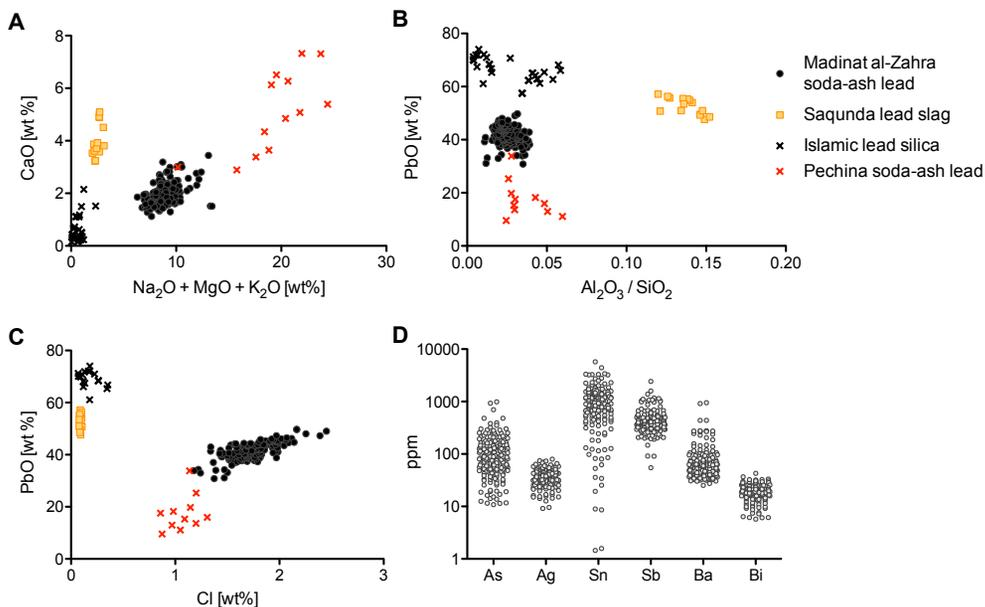 A
8
6
4
2
0
CaO [wt %]
0 10 20 30
Na₂O + MgO + K₂O [wt%]
B
80
60
40
20
0
PbO [wt %]
0.00 0.05 0.10 0.15 0.20
Al₂O₃ / SiO₂
Madinat al-Zahra
soda-ash lead
Saqunda lead slag
Islamic lead silica
Pechina soda-ash lead
C
80
60
40
20
0
PbO [wt %]
0 1 2 3
Cl [wt%]
D
10000
1000
100
10
1
ppm
As Ag Sn Sb Ba Bi